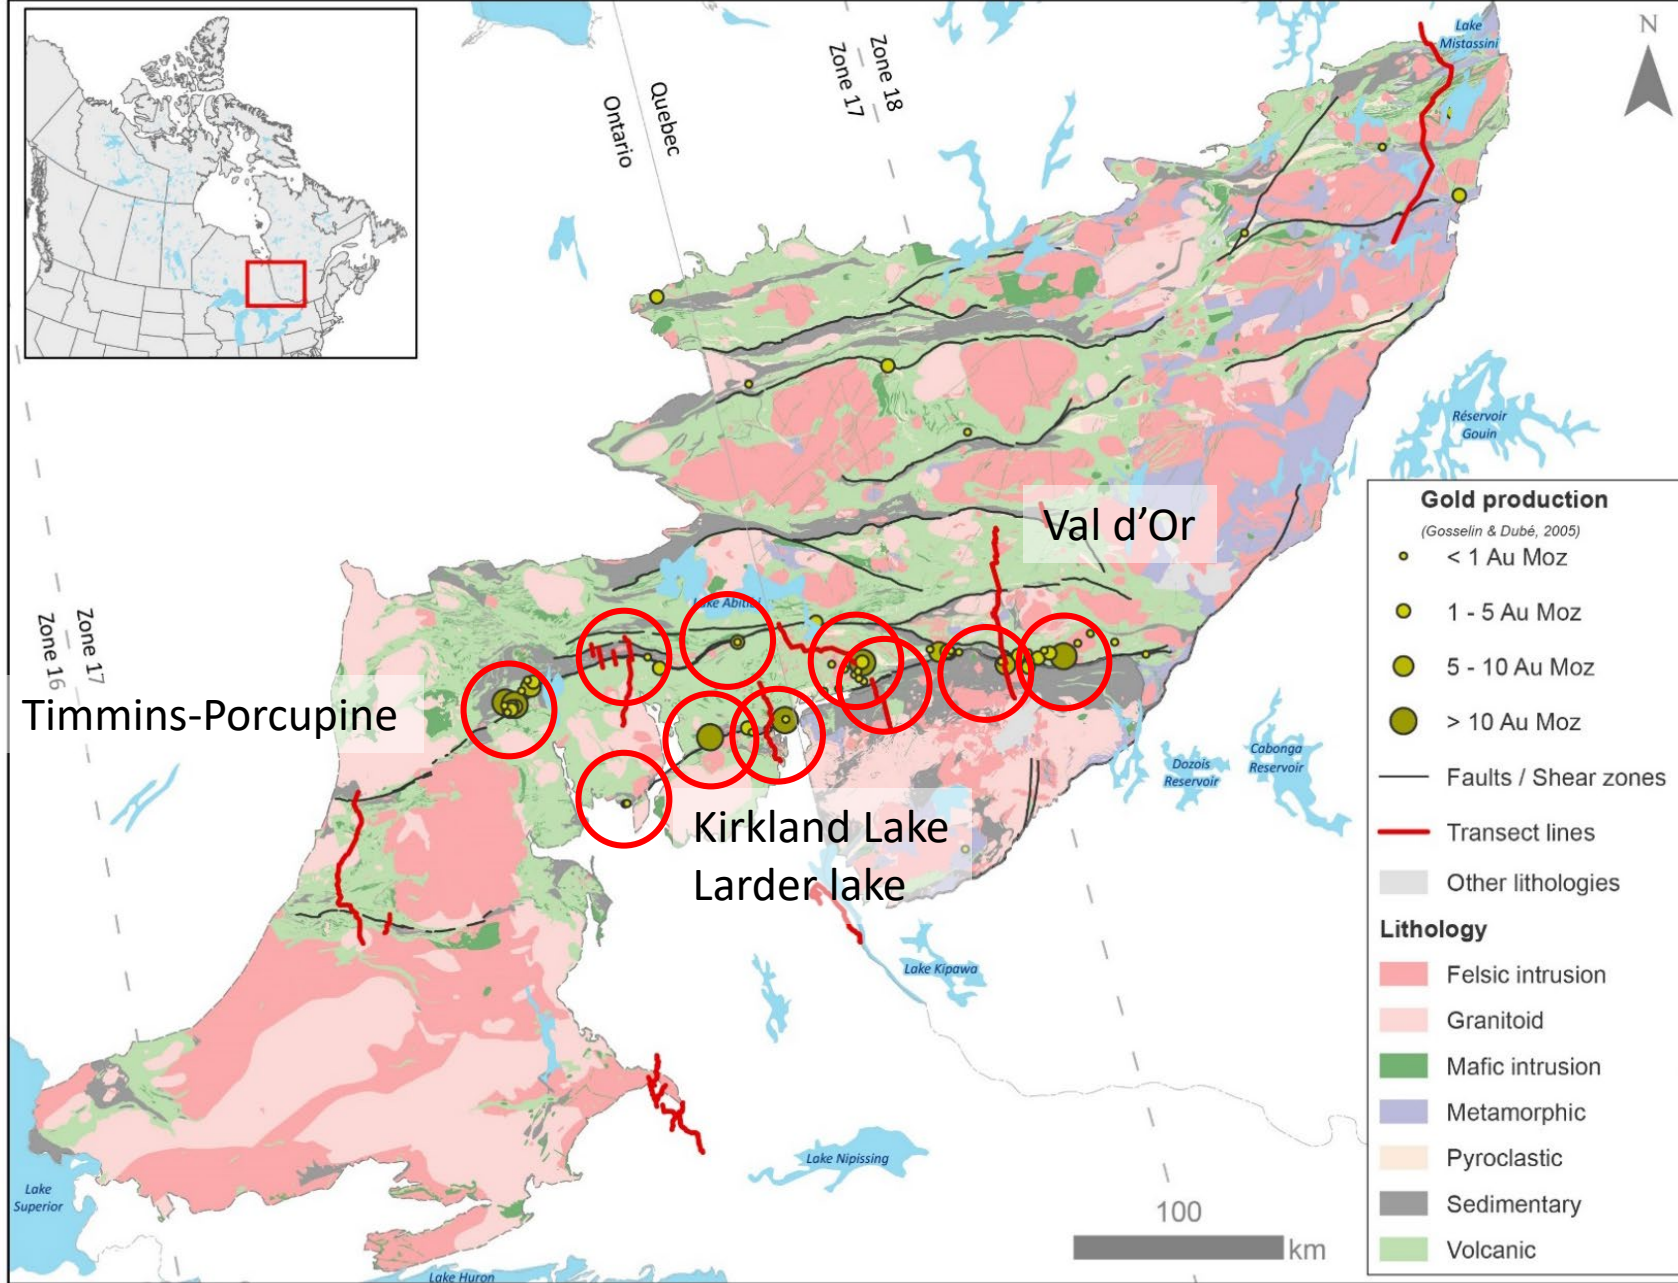 N
Lake
Mistassini
Zone 18
Zone 17
Quebec
Ontario
Réservoir
Gouin
Val d'Or
Lake Abitibi
Zone 17
Zone 16
Timmins-Porcupine
Kirkland Lake
Larder lake
Dozois
Reservoir
Cabonga
Reservoir
Lake Kipawa
Lake Nipissing
Lake
Superior
Lake Huron
100
km
Gold production
(Gosselin & Dubé, 2005)
< 1 Au Moz
1 - 5 Au Moz
5 - 10 Au Moz
> 10 Au Moz
Faults / Shear zones
Transect lines
Other lithologies
Lithology
Felsic intrusion
Granitoid
Mafic intrusion
Metamorphic
Pyroclastic
Sedimentary
Volcanic